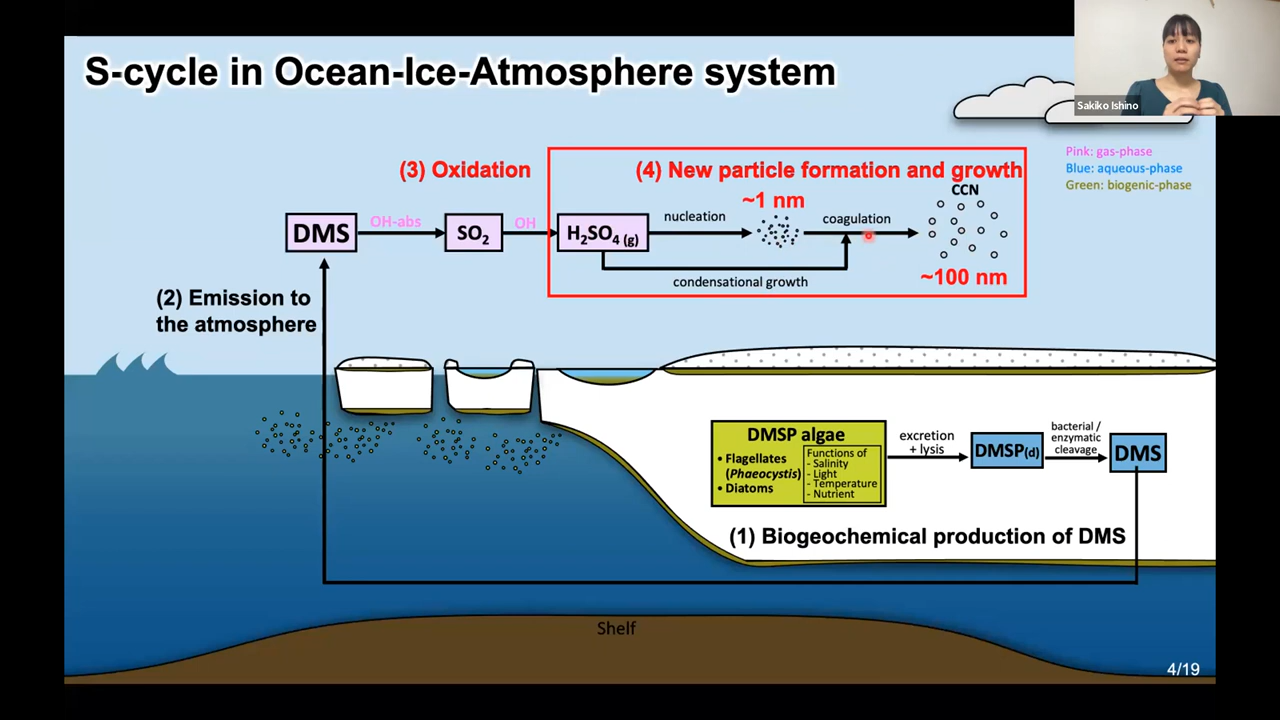 S-cycle in Ocean-Ice-Atmosphere system
Sakiko Ishino
Pink: gas-phase
Blue: aqueous-phase
Green: biogenic-phase
(3) Oxidation
(4) New particle formation and growth
~1 nm
CCN
DMS
OH-abs
SO2
OH
H2SO4 (g)
nucleation
coagulation
condensational growth
~100 nm
(2) Emission to
the atmosphere
DMSP algae
• Flagellates
(Phaeocystis)
• Diatoms
Functions of
- Salinity
- Light
- Temperature
- Nutrient
excretion
+ lysis
DMSP(d)
bacterial /
enzymatic
cleavage
DMS
(1) Biogeochemical production of DMS
Shelf
4/19